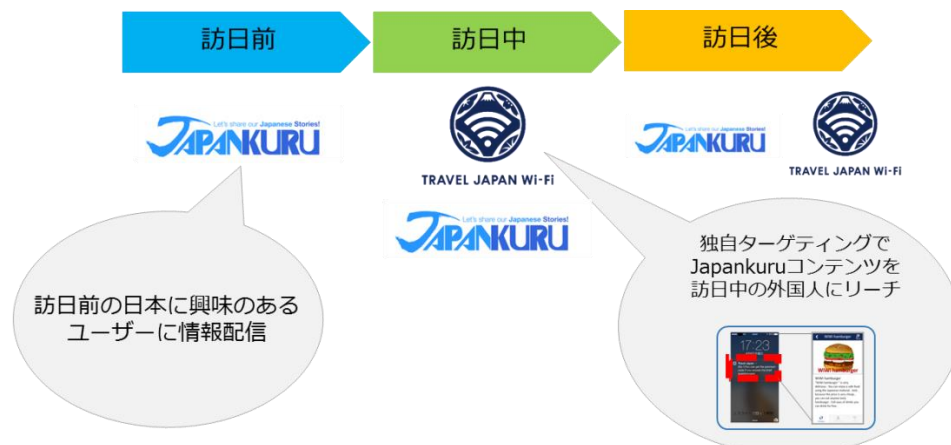 訪日前
訪日中
訪日後
Let's share our Japanese Stories!
JAPANKURU
TRAVEL JAPAN Wi-Fi
Let's share our Japanese Stories!
JAPANKURU
Let's share our Japanese Stories!
JAPANKURU
TRAVEL JAPAN Wi-Fi
訪日前の日本に興味のある
ユーザーに情報配信
独自ターゲティングで
Japankuruコンテンツを
訪日中の外国人にリーチ
17:23
WiWi hamburger
WiWi hamburger